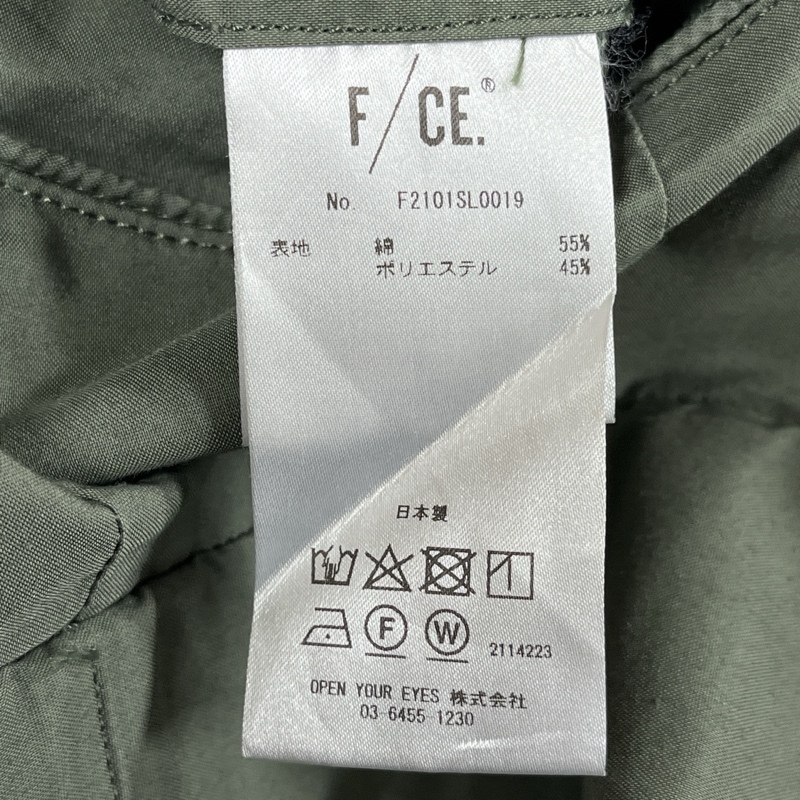 F/CE.®
No. F2101SL0019
表地 綿 55%
ポリエステル 45%
日本製
F W 2114223
OPEN YOUR EYES 株式会社
03-6455 1230